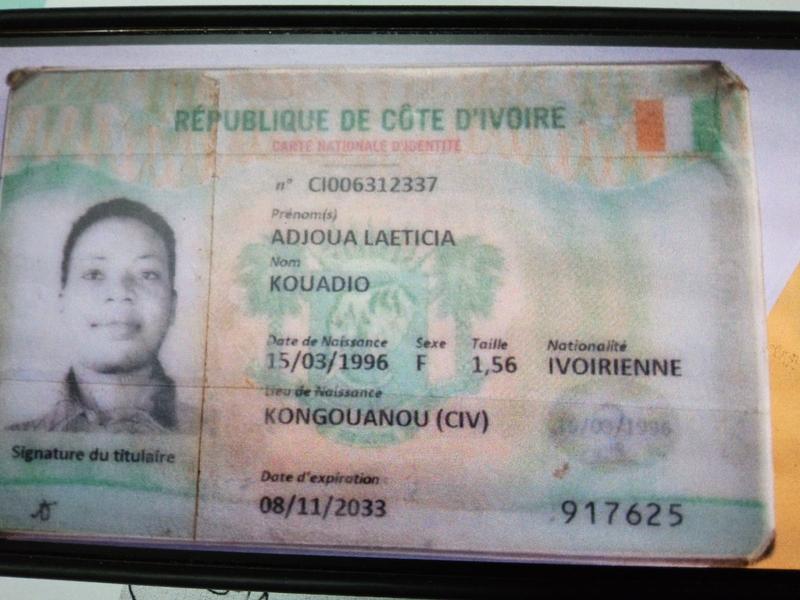 RÉPUBLIQUE DE CÔTE D'IVOIRE
CARTE NATIONALE D'IDENTITÉ
n° CI006312337
Prénom(s)
ADJOUA LAETICIA
Nom
KOUADIO
Date de Naissance Sexe Taille Nationalité
15/03/1996 F 1,56 IVOIRIENNE
Lieu de Naissance
KONGOUANOU (CIV)
Signature du titulaire
Date d'expiration
08/11/2033
917625